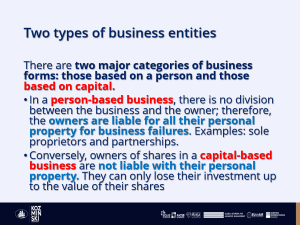 Two types of business entities
There are two major categories of business
forms: those based on a person and those
based on capital.
• In a person-based business, there is no division
between the business and the owner; therefore,
the owners are liable for all their personal
property for business failures. Examples: sole
proprietors and partnerships.
• Conversely, owners of shares in a capital-based
business are not liable with their personal
property. They can only lose their investment up
to the value of their shares
KOZ
MIN
SKI